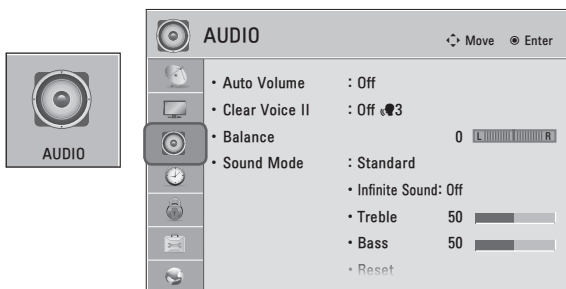 AUDIO
AUDIO Move Enter
• Auto Volume : Off
• Clear Voice II : Off 3
• Balance 0 L R
• Sound Mode : Standard
• Infinite Sound: Off
• Treble 50
• Bass 50
• Reset